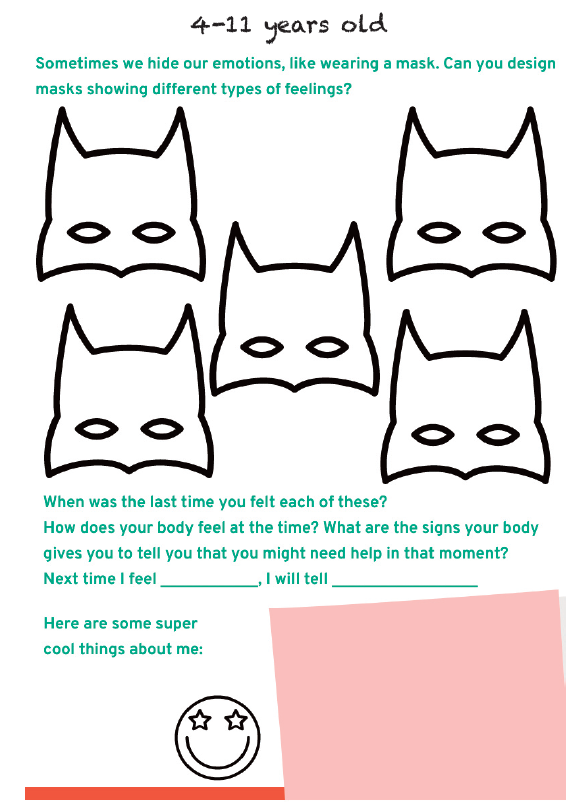 4-11 years old
Sometimes we hide our emotions, like wearing a mask. Can you design
masks showing different types of feelings?
When was the last time you felt each of these?
How does your body feel at the time? What are the signs your body
gives you to tell you that you might need help in that moment?
Next time I feel ____________, I will tell __________________
Here are some super
cool things about me: